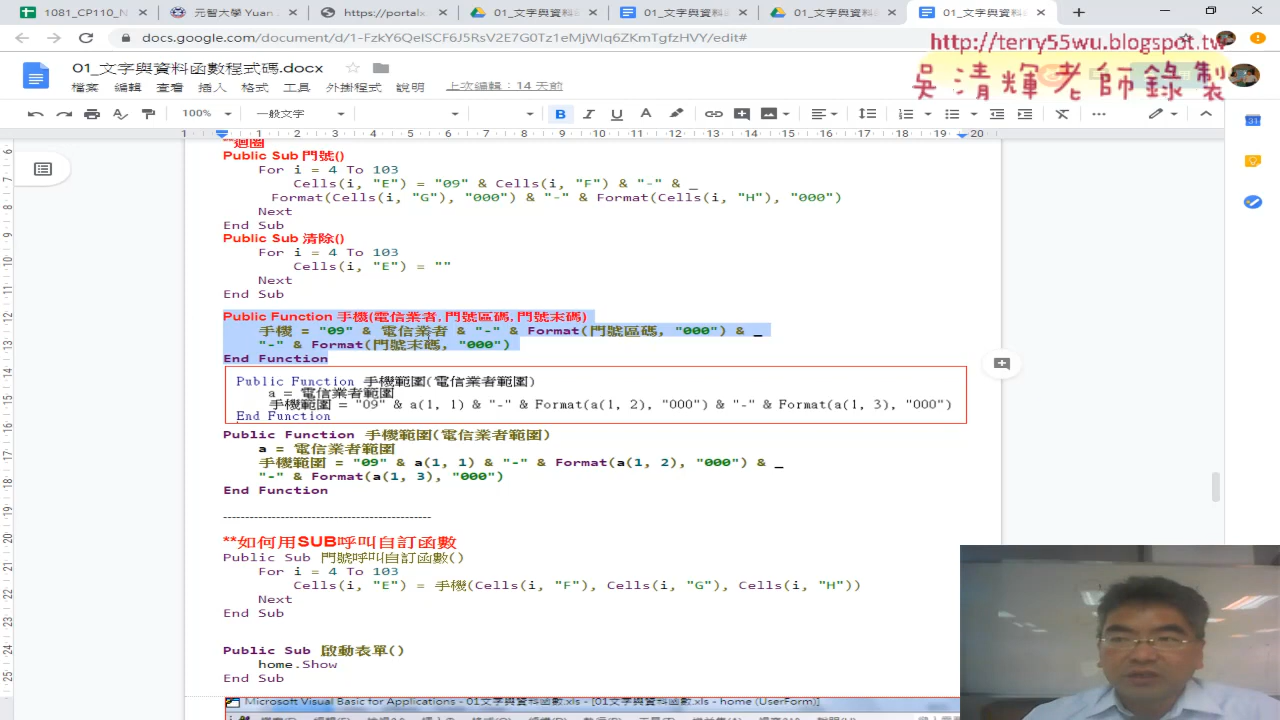 1081_CP110_N
元智大學 Yuan
https://portalx
01_文字與資料
01_文字與資料
01_文字與資料
01_文字與資料
docs.google.com/document/d/1-FzKY6QeISCF6J5RsV2E7G0Tz1eMjWlq6ZKmTgfzHVY/edit#
http://terry55wu.blogspot.tw
吳清輝老師錄製
01_文字與資料函數程式碼.docx
檔案 編輯 查看 插入 格式 工具 外掛程式 說明 上次編輯：14 天前
100% 一般文字
**迴圈
Public Sub 門號()
For i = 4 To 103
Cells(i, "E") = "09" & Cells(i, "F") & "-" & _
Format(Cells(i, "G"), "000") & "-" & Format(Cells(i, "H"), "000")
Next
End Sub
Public Sub 清除()
For i = 4 To 103
Cells(i, "E") = ""
Next
End Sub
Public Function 手機(電信業者,門號區碼,門號末碼)
手機 = "09" & 電信業者 & "-" & Format(門號區碼, "000") & _
"-" & Format(門號末碼, "000")
End Function
Public Function 手機範圍(電信業者範圍)
a = 電信業者範圍
手機範圍 = "09" & a(1, 1) & "-" & Format(a(1, 2), "000") & "-" & Format(a(1, 3), "000")
End Function
Public Function 手機範圍(電信業者範圍)
a = 電信業者範圍
手機範圍 = "09" & a(1, 1) & "-" & Format(a(1, 2), "000") & _
"-" & Format(a(1, 3), "000")
End Function
---------------------------------------------
**如何用SUB呼叫自訂函數
Public Sub 門號呼叫自訂函數()
For i = 4 To 103
Cells(i, "E") = 手機(Cells(i, "F"), Cells(i, "G"), Cells(i, "H"))
Next
End Sub
Public Sub 啟動表單()
home.Show
End Sub
Microsoft Visual Basic for Applications - 01文字與資料函數.xls - [01文字與資料函數.xls - home (UserForm)]